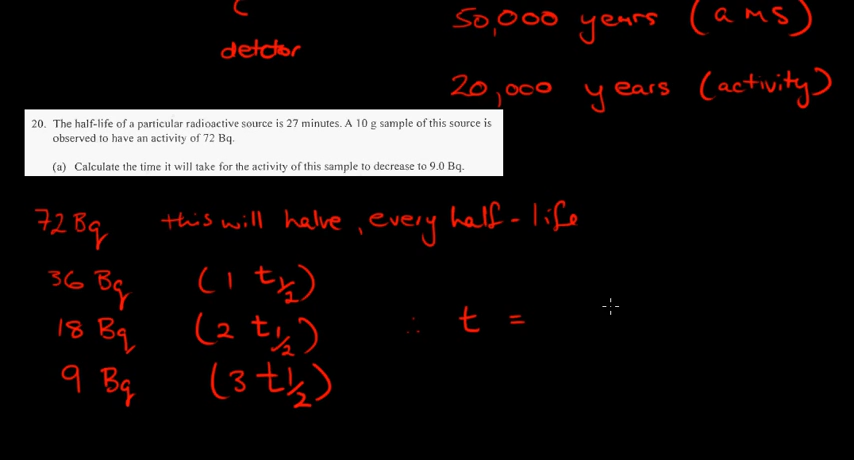 50,000 years (ams)
detctor
20,000 years (activity)
20. The half-life of a particular radioactive source is 27 minutes. A 10 g sample of this source is
observed to have an activity of 72 Bq.
(a) Calculate the time it will take for the activity of this sample to decrease to 9.0 Bq.
72 Bq this will halve, every half-life
36 Bq (1 t½)
18 Bq (2 t½) ∴ t =
9 Bq (3 t½)